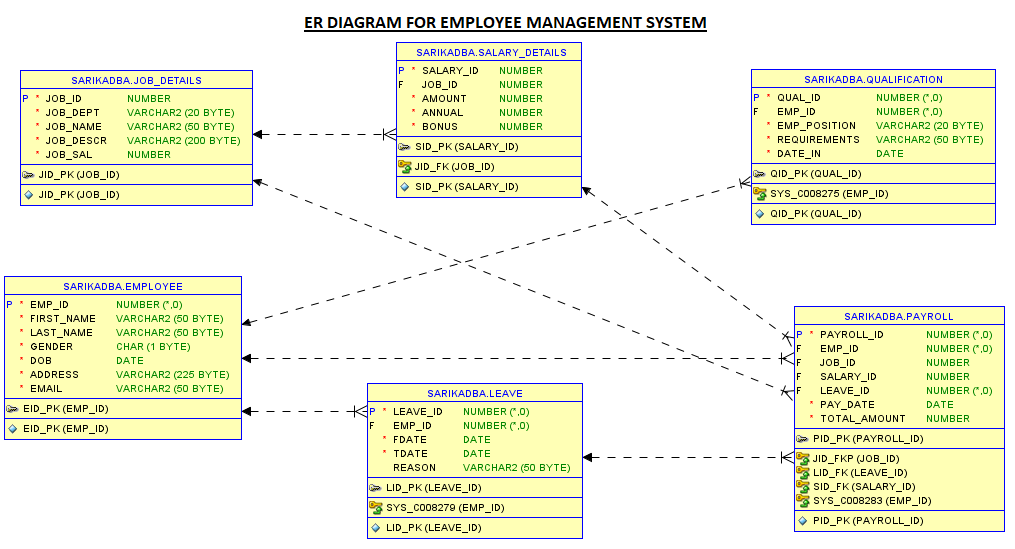 ER DIAGRAM FOR EMPLOYEE MANAGEMENT SYSTEM
SARIKADBA.JOB_DETAILS
P * JOB_ID NUMBER
* JOB_DEPT VARCHAR2 (20 BYTE)
* JOB_NAME VARCHAR2 (50 BYTE)
* JOB_DESCR VARCHAR2 (200 BYTE)
* JOB_SAL NUMBER
JID_PK (JOB_ID)
JID_PK (JOB_ID)
SARIKADBA.SALARY_DETAILS
P * SALARY_ID NUMBER
F JOB_ID NUMBER
* AMOUNT NUMBER
* ANNUAL NUMBER
* BONUS NUMBER
SID_PK (SALARY_ID)
JID_FK (JOB_ID)
SID_PK (SALARY_ID)
SARIKADBA.QUALIFICATION
P * QUAL_ID NUMBER (*,0)
F EMP_ID NUMBER (*,0)
* EMP_POSITION VARCHAR2 (20 BYTE)
* REQUIREMENTS VARCHAR2 (50 BYTE)
* DATE_IN DATE
QID_PK (QUAL_ID)
SYS_C008275 (EMP_ID)
QID_PK (QUAL_ID)
SARIKADBA.EMPLOYEE
P * EMP_ID NUMBER (*,0)
* FIRST_NAME VARCHAR2 (50 BYTE)
* LAST_NAME VARCHAR2 (50 BYTE)
* GENDER CHAR (1 BYTE)
* DOB DATE
* ADDRESS VARCHAR2 (225 BYTE)
* EMAIL VARCHAR2 (50 BYTE)
EID_PK (EMP_ID)
EID_PK (EMP_ID)
SARIKADBA.LEAVE
P * LEAVE_ID NUMBER (*,0)
F EMP_ID NUMBER (*,0)
* FDATE DATE
* TDATE DATE
REASON VARCHAR2 (50 BYTE)
LID_PK (LEAVE_ID)
SYS_C008279 (EMP_ID)
LID_PK (LEAVE_ID)
SARIKADBA.PAYROLL
P * PAYROLL_ID NUMBER (*,0)
F EMP_ID NUMBER (*,0)
F JOB_ID NUMBER
F SALARY_ID NUMBER
F LEAVE_ID NUMBER (*,0)
* PAY_DATE DATE
* TOTAL_AMOUNT NUMBER
PID_PK (PAYROLL_ID)
JID_FKP (JOB_ID)
LID_FK (LEAVE_ID)
SID_FK (SALARY_ID)
SYS_C008283 (EMP_ID)
PID_PK (PAYROLL_ID)